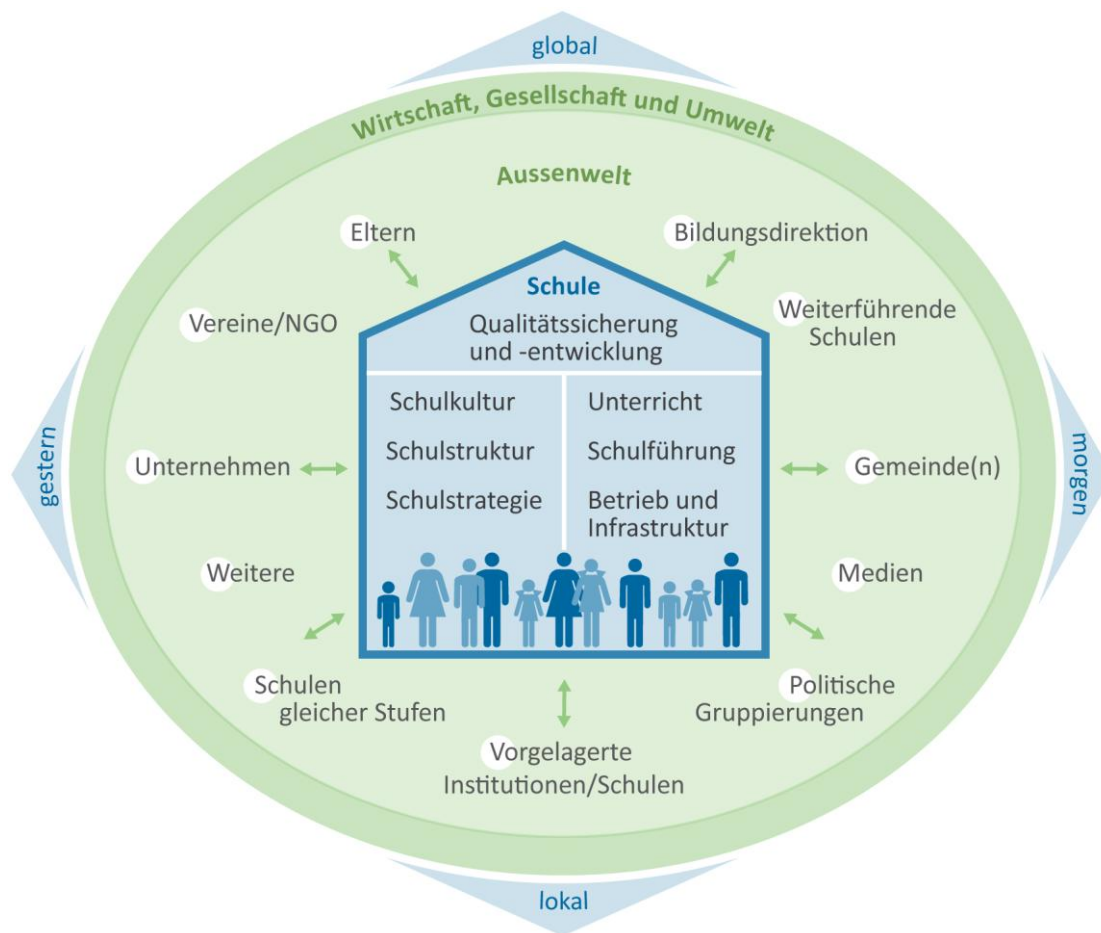 global
Wirtschaft, Gesellschaft und Umwelt
Aussenwelt
Eltern
Bildungsdirektion
Vereine/NGO
Weiterführende
Schulen
Schule
Qualitätssicherung
und -entwicklung
Schulkultur
Schulstruktur
Schulstrategie
Unterricht
Schulführung
Betrieb und
Infrastruktur
gestern
morgen
Unternehmen
Gemeinde(n)
Weitere
Medien
Schulen
gleicher Stufen
Politische
Gruppierungen
Vorgelagerte
Institutionen/Schulen
lokal